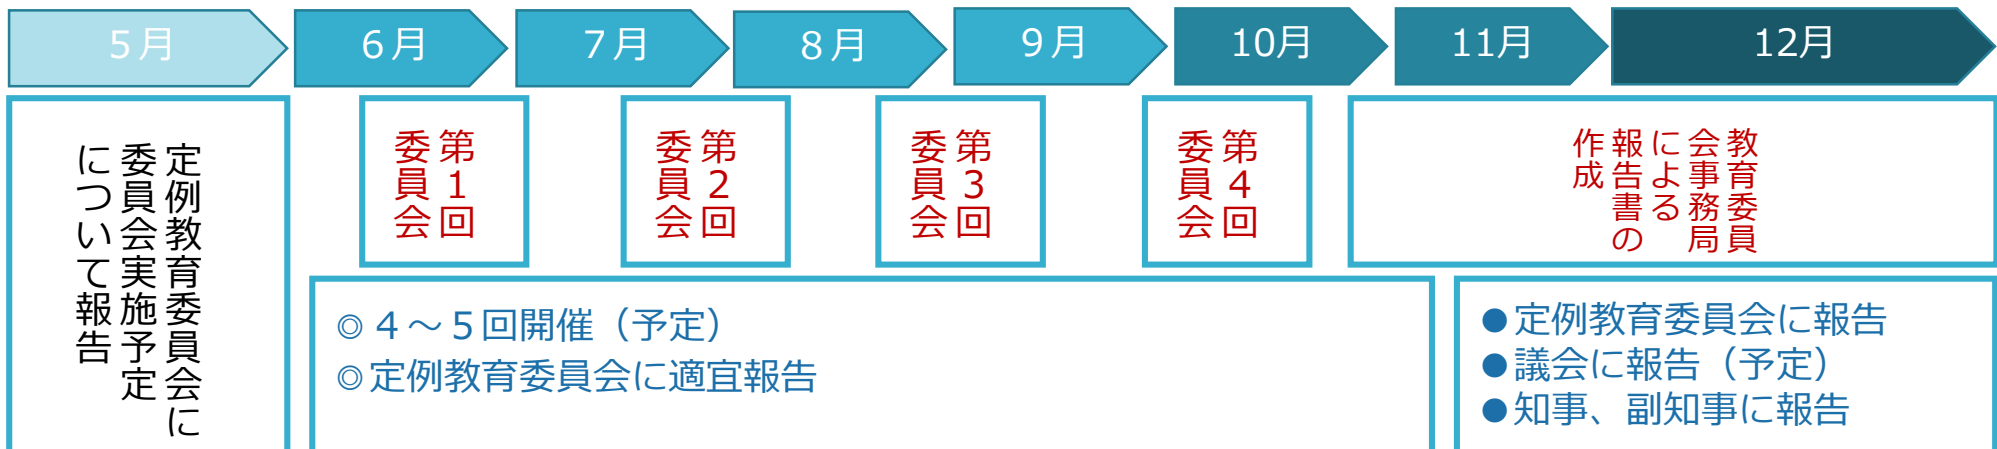 5月
6月
7月
8月
9月
10月
11月
12月
定例教育委員会に
委員会実施予定
について報告
第1回
委員会
第2回
委員会
第3回
委員会
第4回
委員会
教育委員
会事務局
による
報告書の
作成
◎４～５回開催（予定）
◎定例教育委員会に適宜報告
●定例教育委員会に報告
●議会に報告（予定）
●知事、副知事に報告